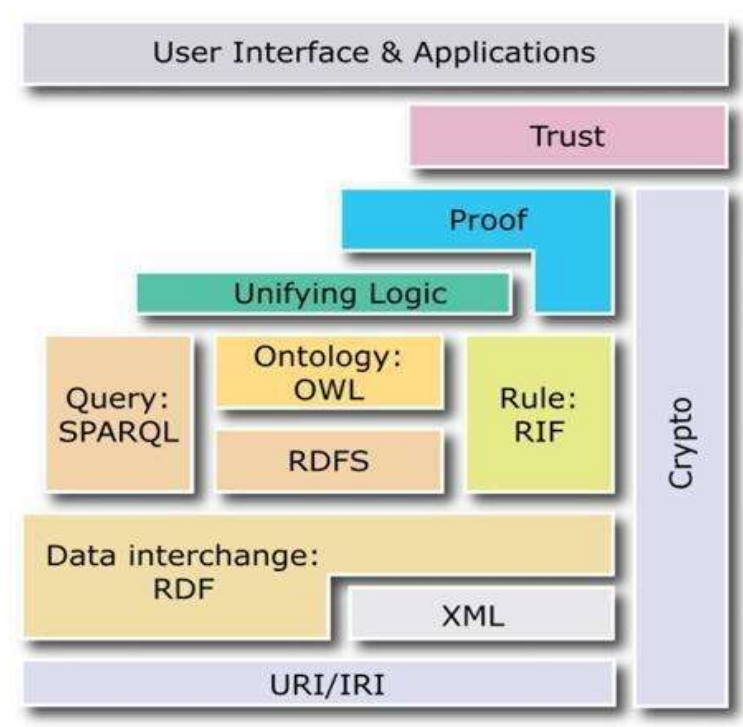 User Interface & Applications
Trust
Proof
Unifying Logic
Query:
SPARQL
Ontology:
OWL
RDFS
Rule:
RIF
Crypto
Data interchange:
RDF
XML
URI/IRI